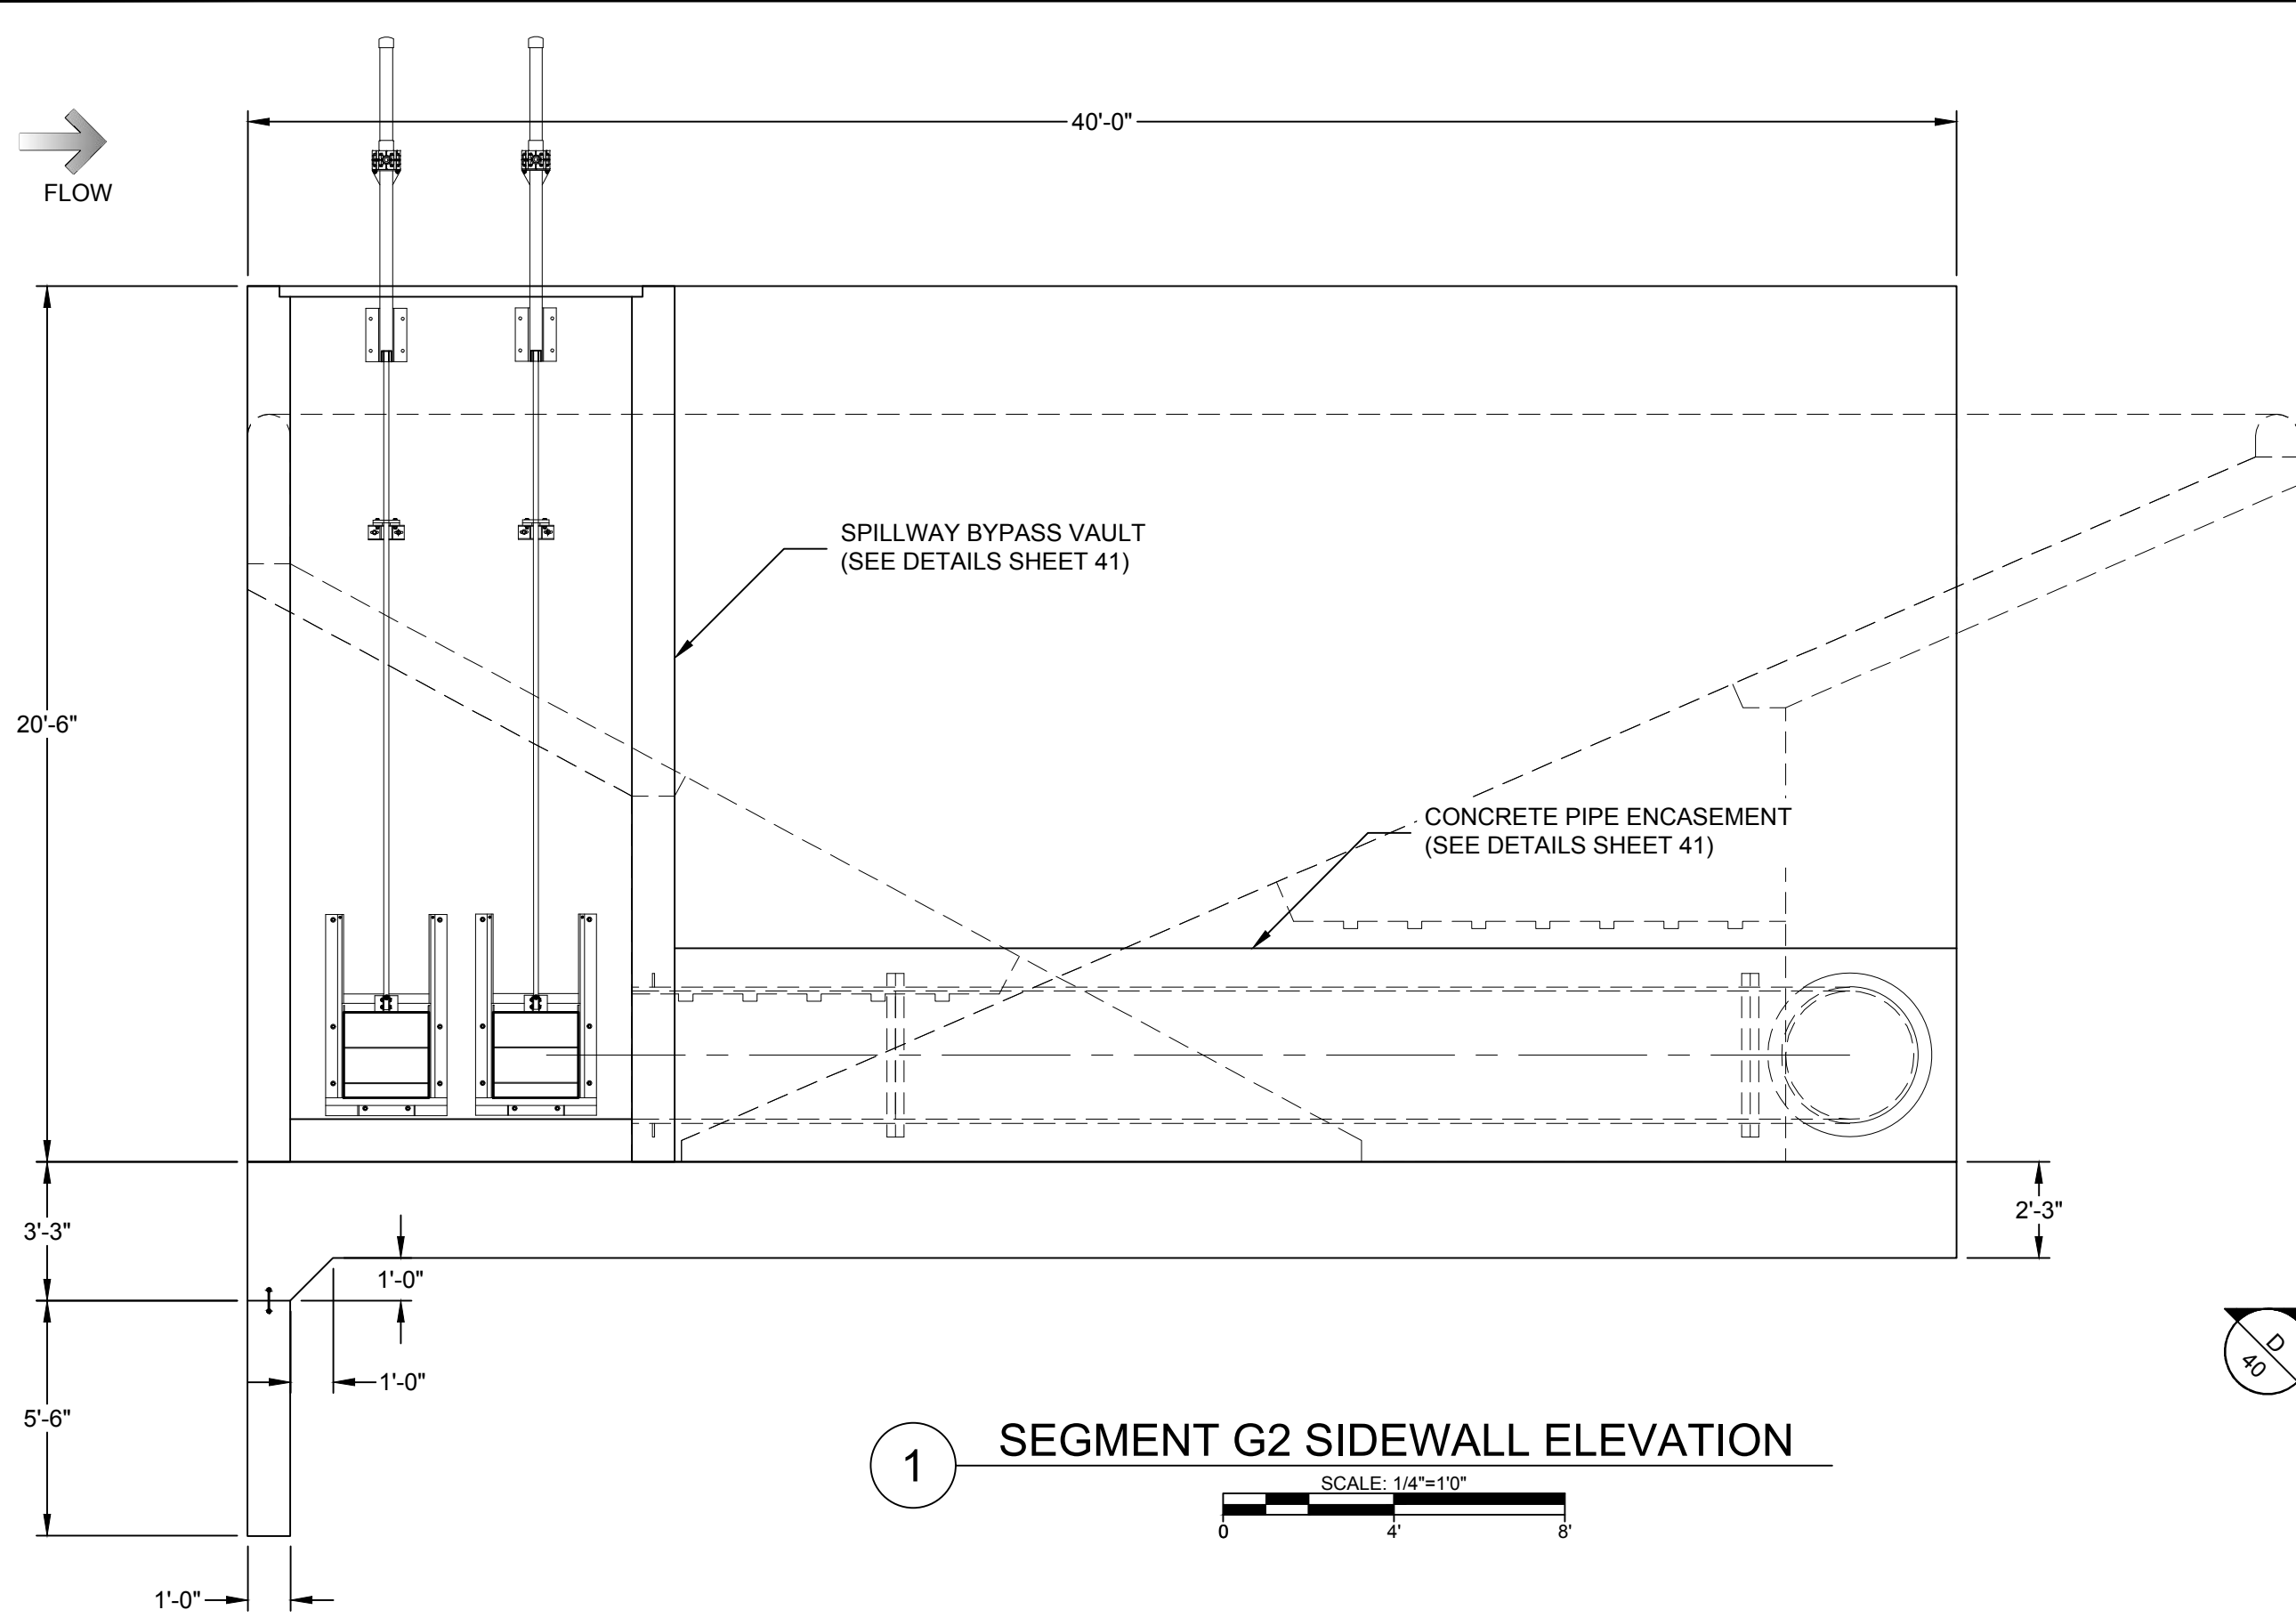 40'-0"
FLOW
SPILLWAY BYPASS VAULT
(SEE DETAILS SHEET 41)
20'-6"
CONCRETE PIPE ENCASEMENT
(SEE DETAILS SHEET 41)
3'-3"
2'-3"
1'-0"
1'-0"
5'-6"
D
40
1
SEGMENT G2 SIDEWALL ELEVATION
SCALE: 1/4"=1'0"
0 4' 8'
1'-0"